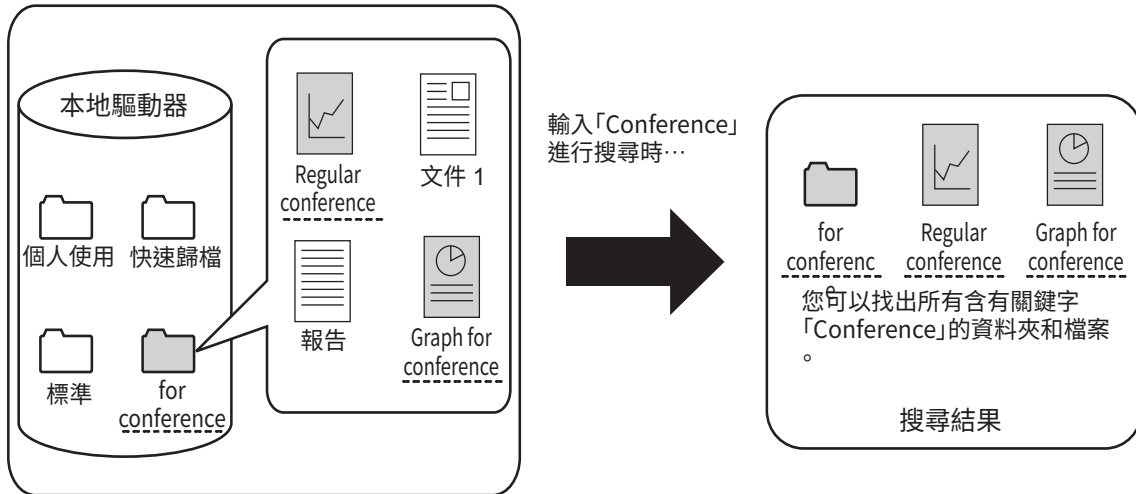 本地驅動器
個人使用
快速歸檔
標準
for
conference
Regular
conference
文件 1
報告
Graph for
conference
輸入「Conference」
進行搜尋時…
for
conferenc
e
Regular
conference
Graph for
conference
您可以找出所有含有關鍵字
「Conference」的資料夾和檔案
。
搜尋結果